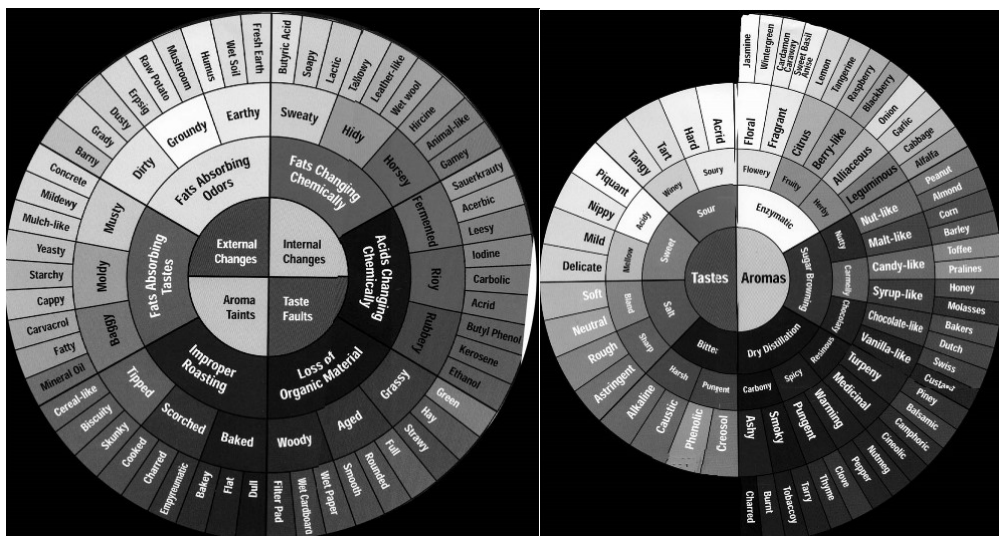 External
Changes
Internal
Changes
Aroma
Taints
Taste
Faults
Fats Absorbing
Odors
Fats Changing
Chemically
Acids Changing
Chemically
Loss of
Organic Material
Improper
Roasting
Fats Absorbing
Tastes
Dirty
Groundy
Earthy
Sweaty
Hidy
Horsey
Fermented
Rioy
Rubbery
Grassy
Aged
Woody
Baked
Scorched
Tipped
Baggy
Moldy
Musty
Concrete
Barny
Grady
Dusty
Erpsig
Raw Potato
Mushroom
Humus
Wet Soil
Fresh Earth
Butyric Acid
Soapy
Lactic
Tallowy
Leather-like
Wet wool
Hircine
Animal-like
Gamey
Sauerkrauty
Acerbic
Leesy
Iodine
Carbolic
Acrid
Butyl Phenol
Kerosene
Ethanol
Green
Hay
Strawy
Full
Rounded
Smooth
Wet Paper
Wet Cardboard
Filter Pad
Dull
Flat
Bakey
Empyreumatic
Charred
Cooked
Skunky
Biscuity
Cereal-like
Mineral Oil
Fatty
Carvacrol
Cappy
Starchy
Yeasty
Mulch-like
Mildewy
Tastes
Aromas
Sour
Sweet
Salt
Bitter
Enzymatic
Sugar Browning
Dry Distillation
Soury
Winey
Acidy
Mellow
Bland
Sharp
Harsh
Pungent
Flowery
Fruity
Herby
Nutty
Carmelly
Chocolaty
Resinous
Spicy
Carbony
Acrid
Hard
Tart
Tangy
Piquant
Nippy
Mild
Delicate
Soft
Neutral
Rough
Astringent
Alkaline
Caustic
Phenolic
Creosol
Floral
Fragrant
Citrus
Berry-like
Alliaceous
Leguminous
Nut-like
Malt-like
Candy-like
Syrup-like
Chocolate-like
Vanilla-like
Turpeny
Medicinal
Warming
Pungent
Smoky
Ashy
Jasmine
Wintergreen
Cardamon
Caraway
Sweet Basil
Anise
Lemon
Tangerine
Raspberry
Blackberry
Onion
Garlic
Cabbage
Alfalfa
Peanut
Almond
Corn
Barley
Toffee
Pralines
Honey
Molasses
Bakers
Dutch
Swiss
Custard
Piney
Balsamic
Camphoric
Cineolic
Nutmeg
Pepper
Clove
Thyme
Tarry
Tobaccoy
Burnt
Charred